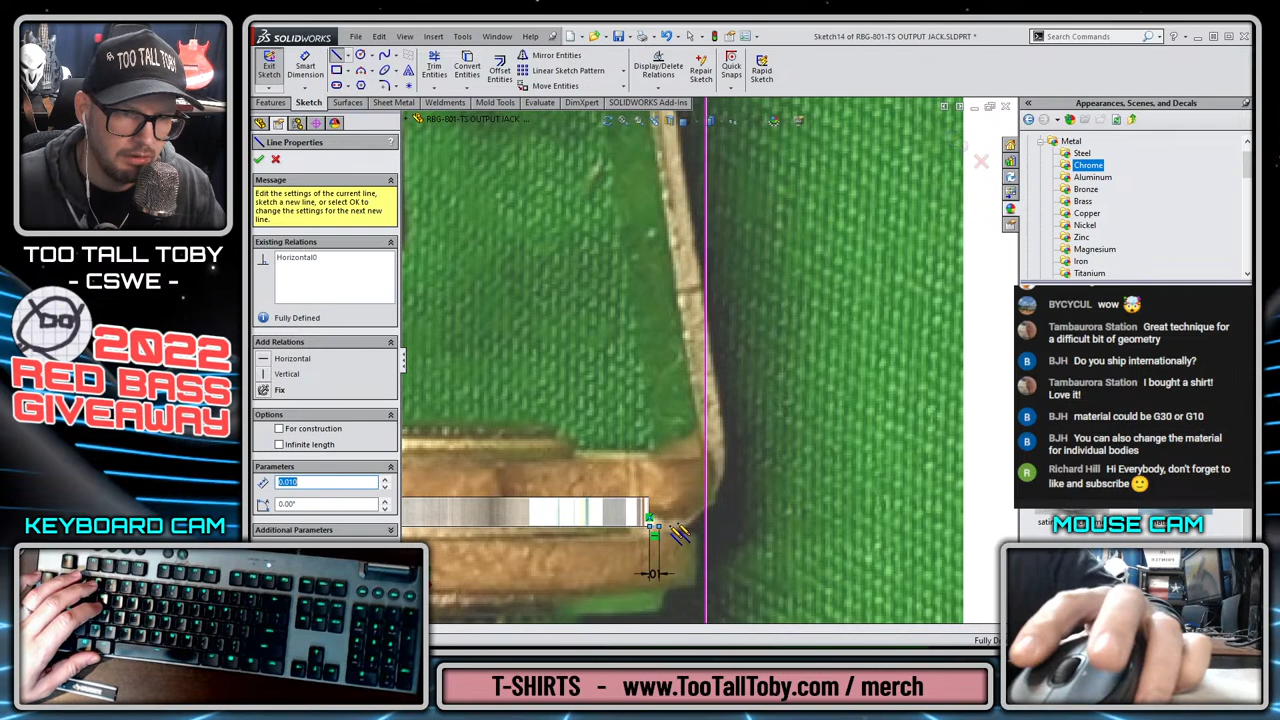 TOO TALL TOBY
TOO TALL TOBY
- CSWE -
2022
RED BASS
GIVEAWAY
KEYBOARD CAM
SOLIDWORKS
File
Edit
View
Insert
Tools
Window
Help
Sketch14 of RBG-801-TS OUTPUT JACK.SLDPRT *
Search Commands
Exit
Sketch
Smart
Dimension
Trim
Entities
Convert
Entities
Offset
Entities
Mirror Entities
Linear Sketch Pattern
Move Entities
Display/Delete
Relations
Repair
Sketch
Quick
Snaps
Rapid
Sketch
Features
Sketch
Surfaces
Sheet Metal
Weldments
Mold Tools
Evaluate
DimXpert
SOLIDWORKS Add-Ins
RBG-801-TS OUTPUT JACK ...
Line Properties
?
Message
Edit the settings of the current line,
sketch a new line, or select OK to
change the settings for the next new
line.
Existing Relations
Horizontal0
Fully Defined
Add Relations
Horizontal
Vertical
Fix
Options
For construction
Infinite length
Parameters
0.010
0.00°
Additional Parameters
.01
Fully De
Appearances, Scenes, and Decals
Metal
Steel
Chrome
Aluminum
Bronze
Brass
Copper
Nickel
Zinc
Magnesium
Iron
Titanium
BYCYCUL wow
Tambaurora Station Great technique for
a difficult bit of geometry
B BJH Do you ship internationally?
Tambaurora Station I bought a shirt!
Love it!
B BJH material could be G30 or G10
B BJH You can also change the material
for individual bodies
R Richard Hill Hi Everybody, don't forget to
like and subscribe
MOUSE CAM
T-SHIRTS - www.TooTallToby.com / merch